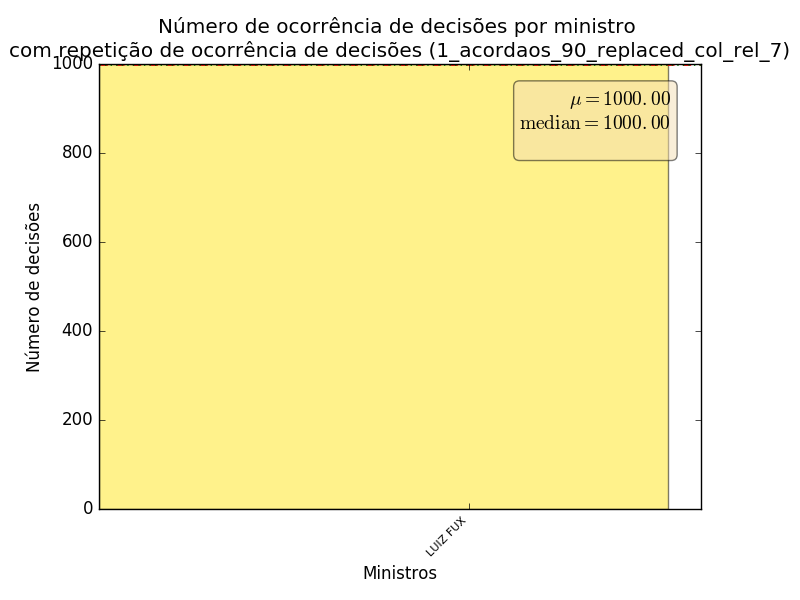 Número de ocorrência de decisões por ministro
com repetição de ocorrência de decisões (1_acordaos_90_replaced_col_rel_7)
1000
800
600
400
200
0
Número de decisões
μ = 1000.00
median = 1000.00
LUIZ FUX
Ministros